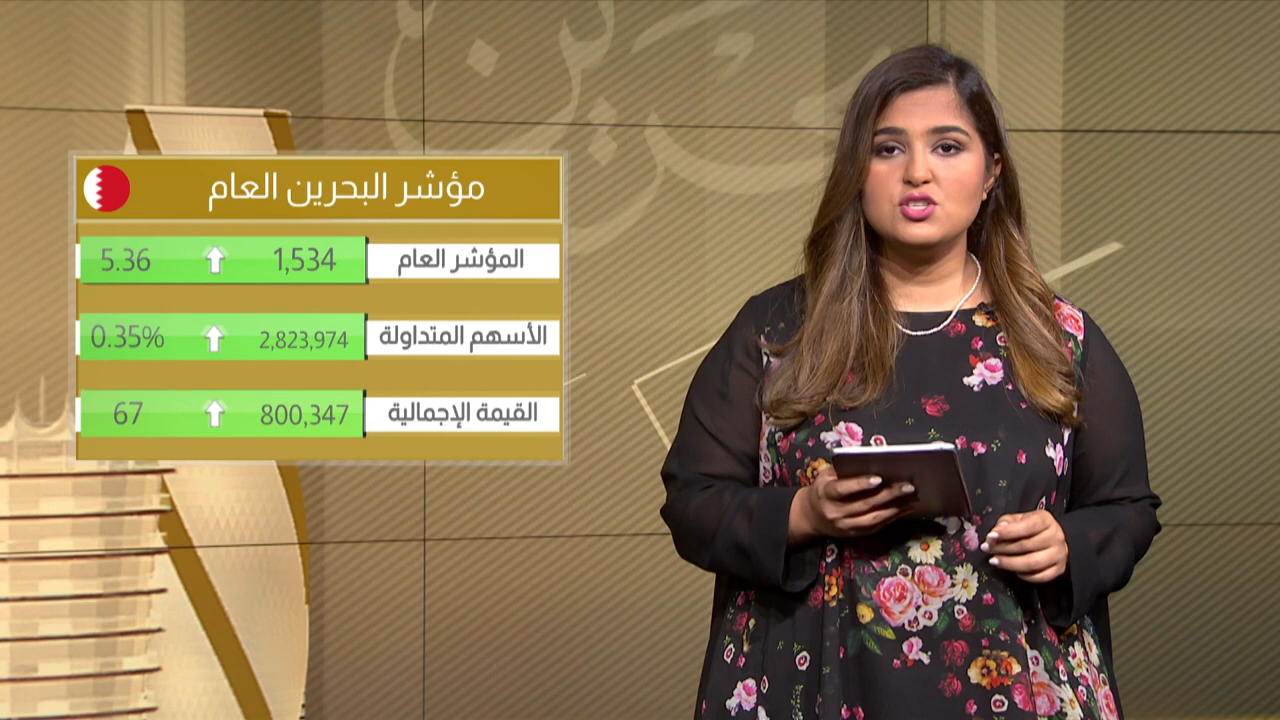 مؤشر البحرين العام
المؤشر العام 1,534 5.36
الأسهم المتداولة 2,823,974 0.35%
القيمة الإجمالية 800,347 67